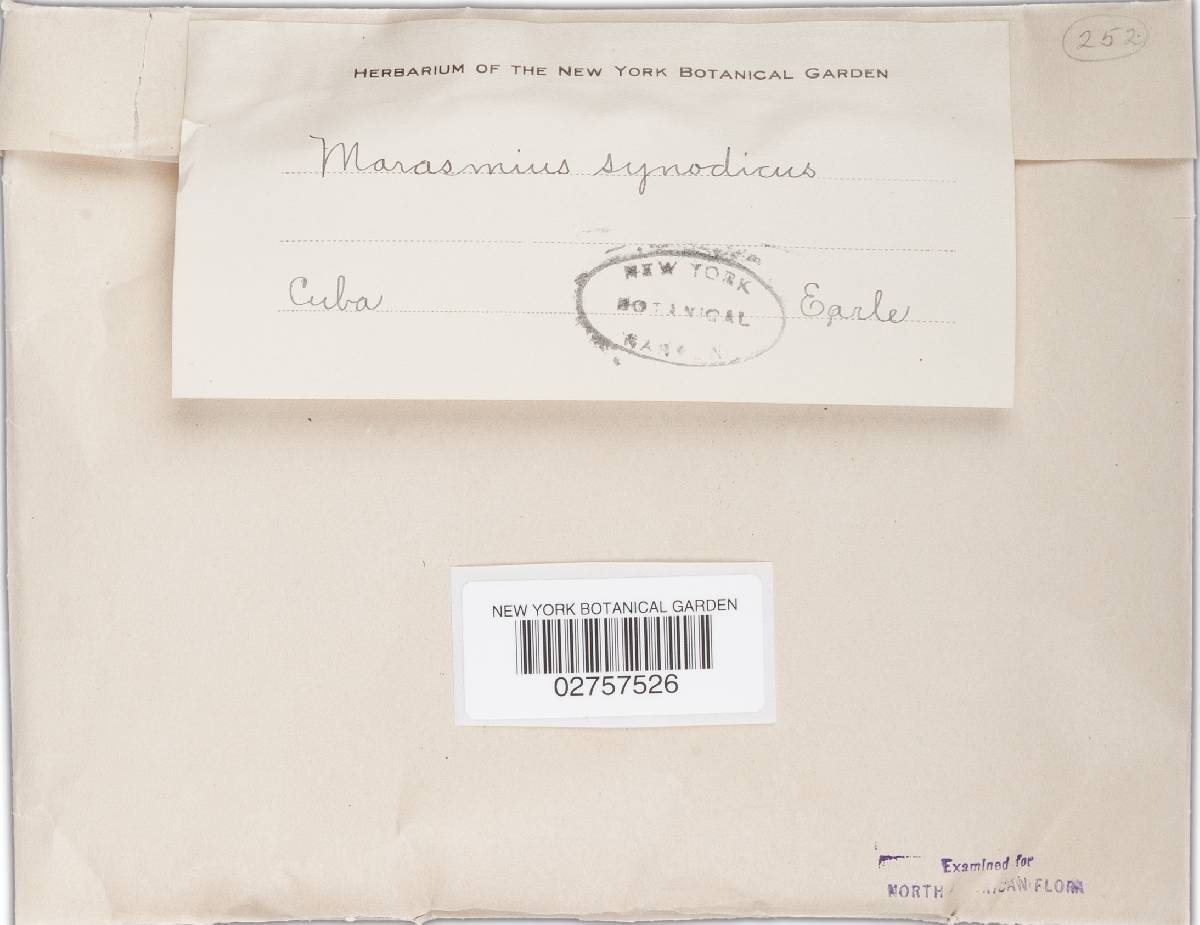 252
HERBARIUM OF THE NEW YORK BOTANICAL GARDEN
Marasmius synodicus
Cuba Earle
NEW YORK
BOTANICAL
NEW YORK BOTANICAL GARDEN
02757526
Examined for
NORTH FLORA